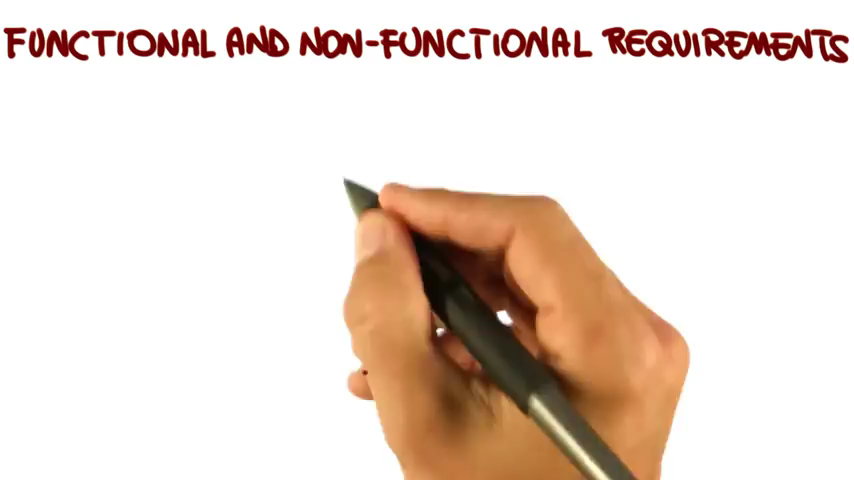 FUNCTIONAL AND NON-FUNCTIONAL REQUIREMENTS